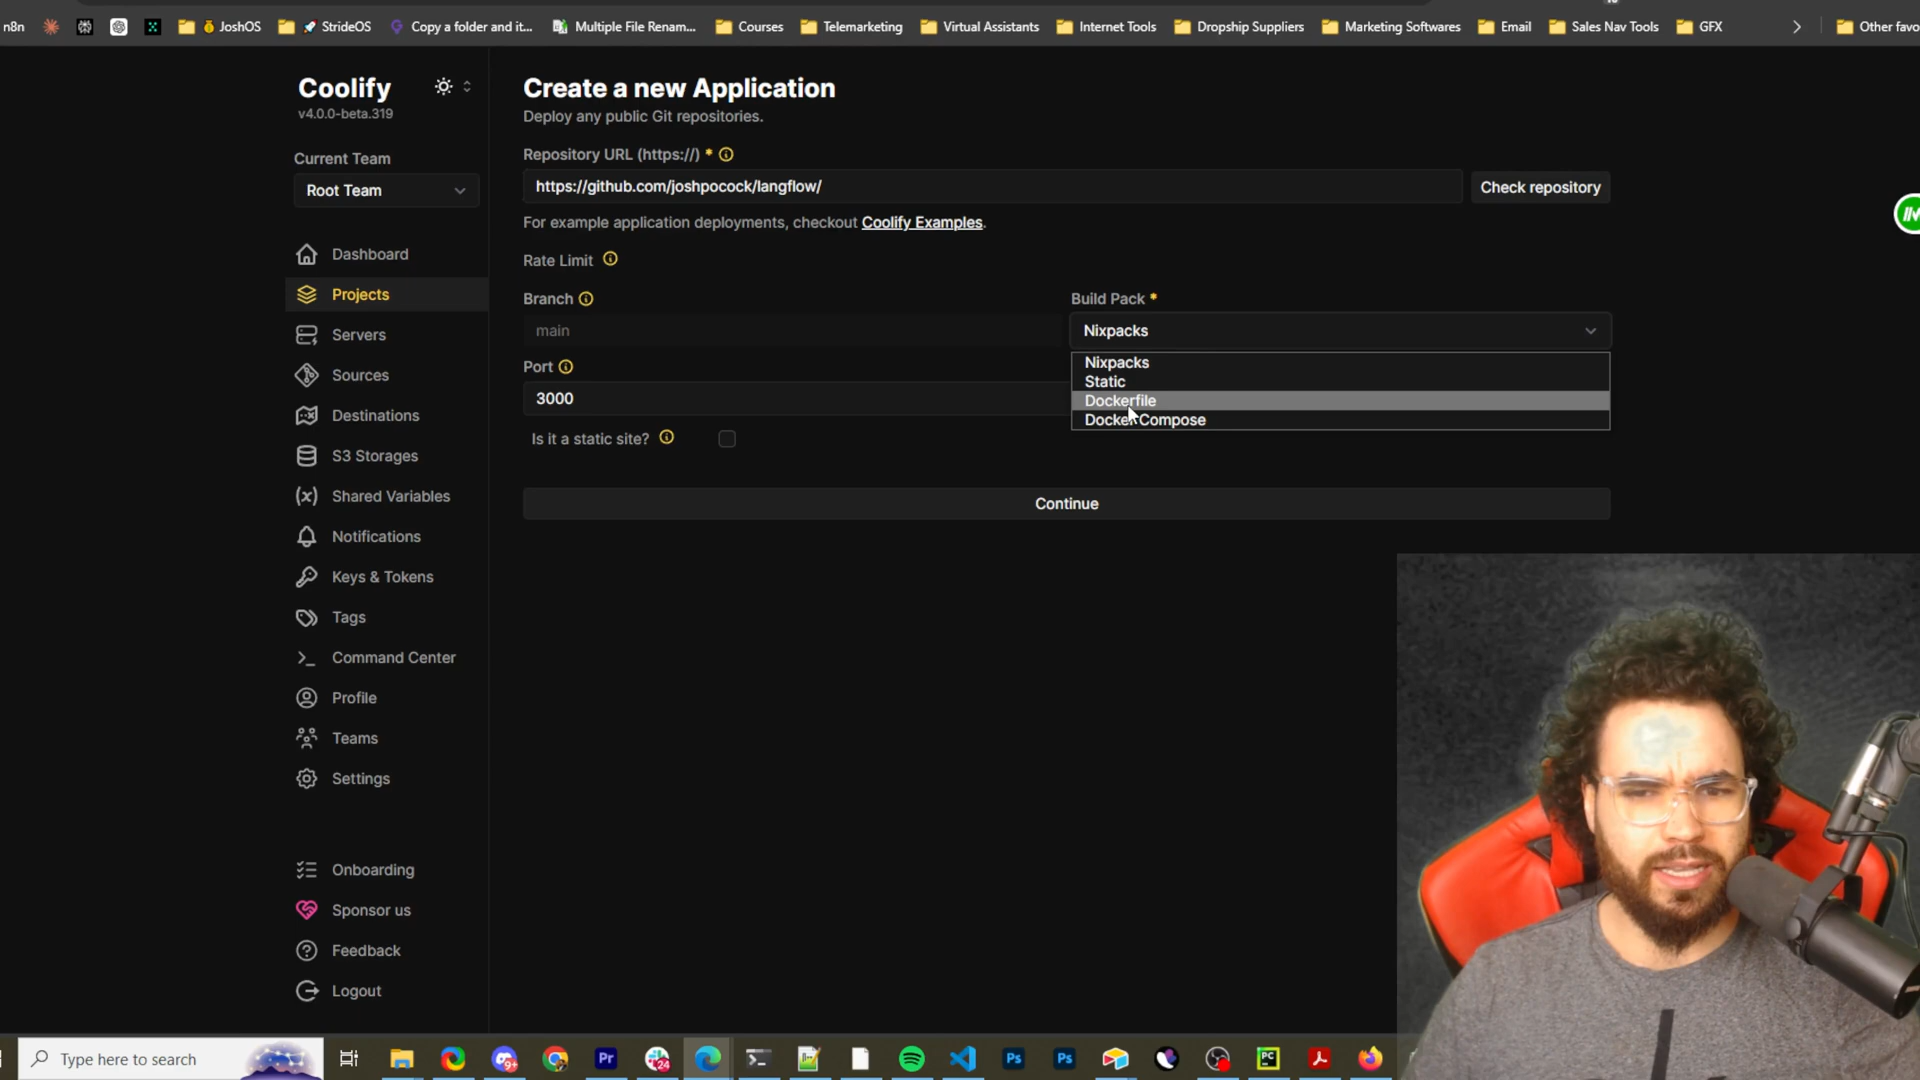 n8n
JoshOS
StrideOS
Copy a folder and it...
Multiple File Renam...
Courses
Telemarketing
Virtual Assistants
Internet Tools
Dropship Suppliers
Marketing Softwares
Email
Sales Nav Tools
GFX
Other favo
Coolify
v4.0.0-beta.319
Current Team
Root Team
Dashboard
Projects
Servers
Sources
Destinations
S3 Storages
Shared Variables
Notifications
Keys & Tokens
Tags
Command Center
Profile
Teams
Settings
Onboarding
Sponsor us
Feedback
Logout
Create a new Application
Deploy any public Git repositories.
Repository URL (https://) *
https://github.com/joshpocock/langflow/
Check repository
For example application deployments, checkout Coolify Examples.
Rate Limit
Branch
main
Build Pack *
Nixpacks
Nixpacks
Static
Dockerfile
Docker Compose
Port
3000
Is it a static site?
Continue
Type here to search
Pr
24
Ps
Ps
PC